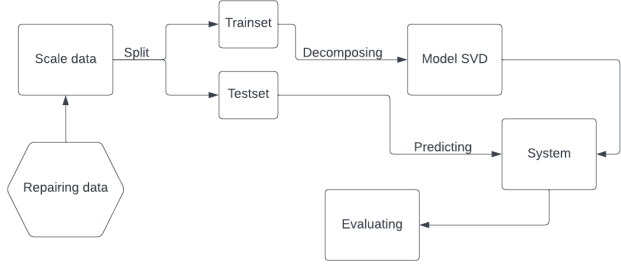 Trainset
Scale data
Split
Decomposing
Model SVD
Testset
Predicting
System
Repairing data
Evaluating